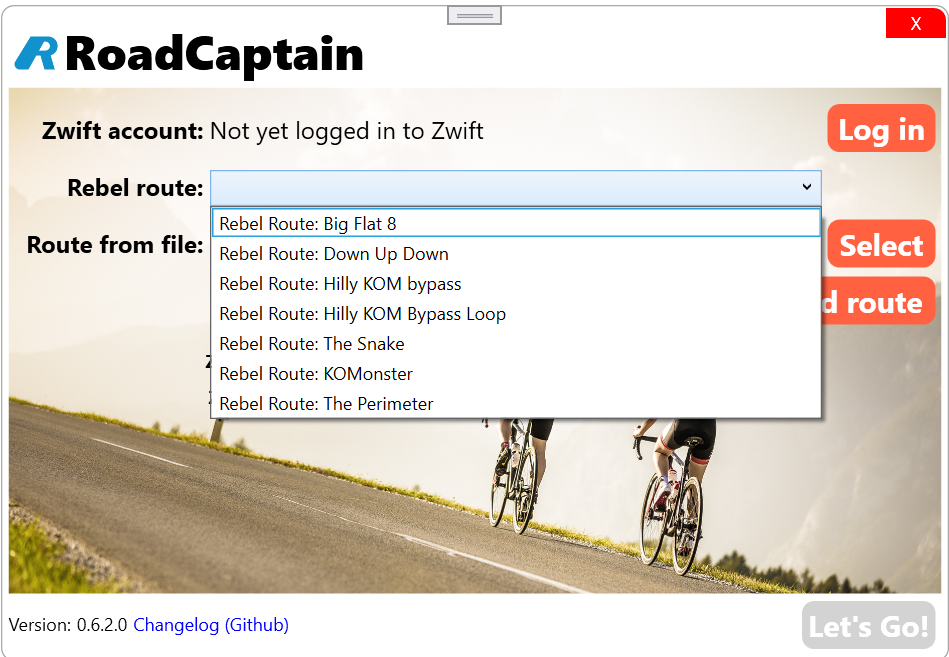 X
RoadCaptain
Zwift account: Not yet logged in to Zwift
Log in
Rebel route:
Rebel Route: Big Flat 8
Route from file:
Select
Rebel Route: Down Up Down
Rebel Route: Hilly KOM bypass
Rebel Route: Hilly KOM Bypass Loop
d route
Rebel Route: The Snake
Rebel Route: KOMonster
Rebel Route: The Perimeter
Version: 0.6.2.0 Changelog (Github)
Let's Go!